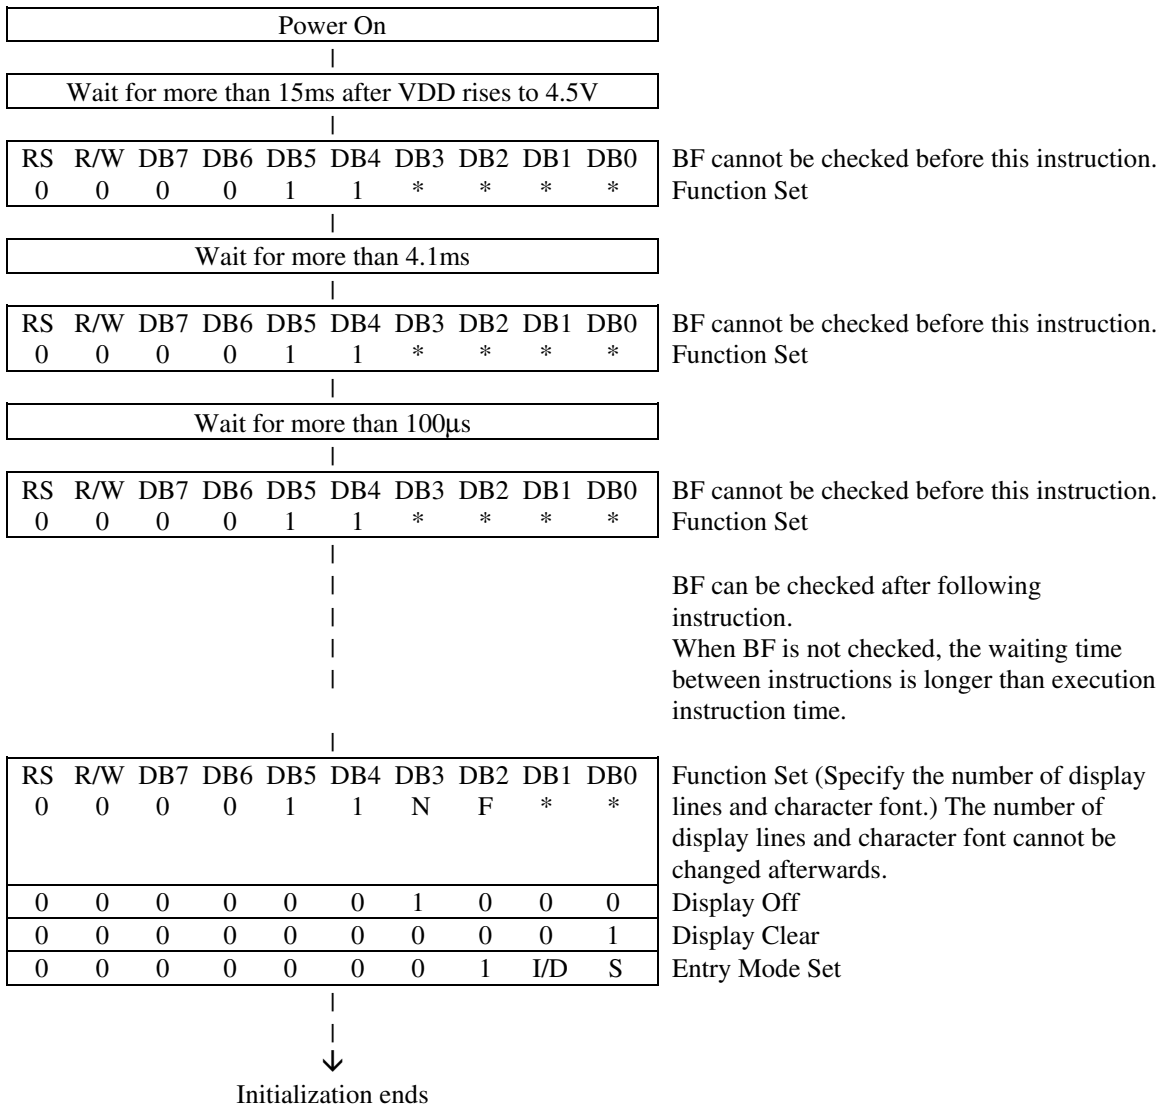 Power On
|
Wait for more than 15ms after VDD rises to 4.5V
|
RS R/W DB7 DB6 DB5 DB4 DB3 DB2 DB1 DB0 BF cannot be checked before this instruction.
0 0 0 0 1 1 * * * * Function Set
|
Wait for more than 4.1ms
|
RS R/W DB7 DB6 DB5 DB4 DB3 DB2 DB1 DB0 BF cannot be checked before this instruction.
0 0 0 0 1 1 * * * * Function Set
|
Wait for more than 100μs
|
RS R/W DB7 DB6 DB5 DB4 DB3 DB2 DB1 DB0 BF cannot be checked before this instruction.
0 0 0 0 1 1 * * * * Function Set
|
| BF can be checked after following
| instruction.
| When BF is not checked, the waiting time
| between instructions is longer than execution
instruction time.
|
RS R/W DB7 DB6 DB5 DB4 DB3 DB2 DB1 DB0 Function Set (Specify the number of display
0 0 0 0 1 1 N F * * lines and character font.) The number of
display lines and character font cannot be
changed afterwards.
0 0 0 0 0 0 1 0 0 0 Display Off
0 0 0 0 0 0 0 0 0 1 Display Clear
0 0 0 0 0 0 0 1 I/D S Entry Mode Set
|
|
↓
Initialization ends